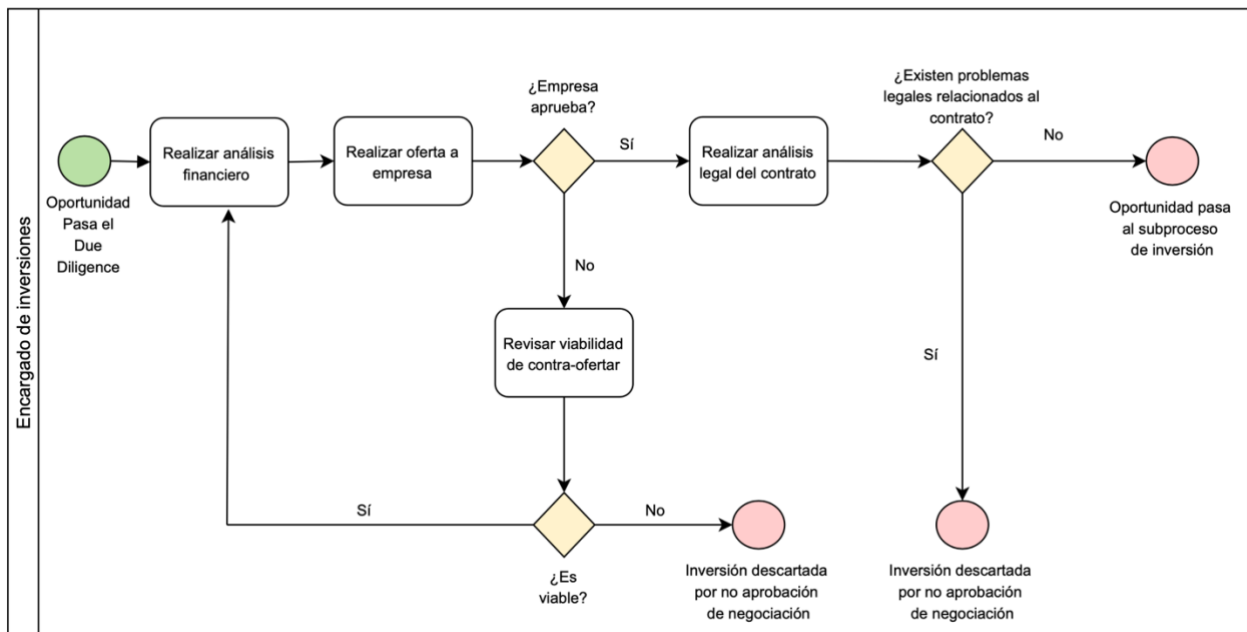 Encargado de inversiones
Oportunidad
Pasa el
Due
Diligence
Realizar análisis
financiero
Realizar oferta a
empresa
¿Empresa
aprueba?
Sí
No
Realizar análisis
legal del contrato
¿Existen problemas
legales relacionados al
contrato?
No
Oportunidad pasa
al subproceso
de inversión
Sí
Revisar viabilidad
de contra-ofertar
Sí
¿Es
viable?
No
Inversión descartada
por no aprobación
de negociación
Inversión descartada
por no aprobación
de negociación